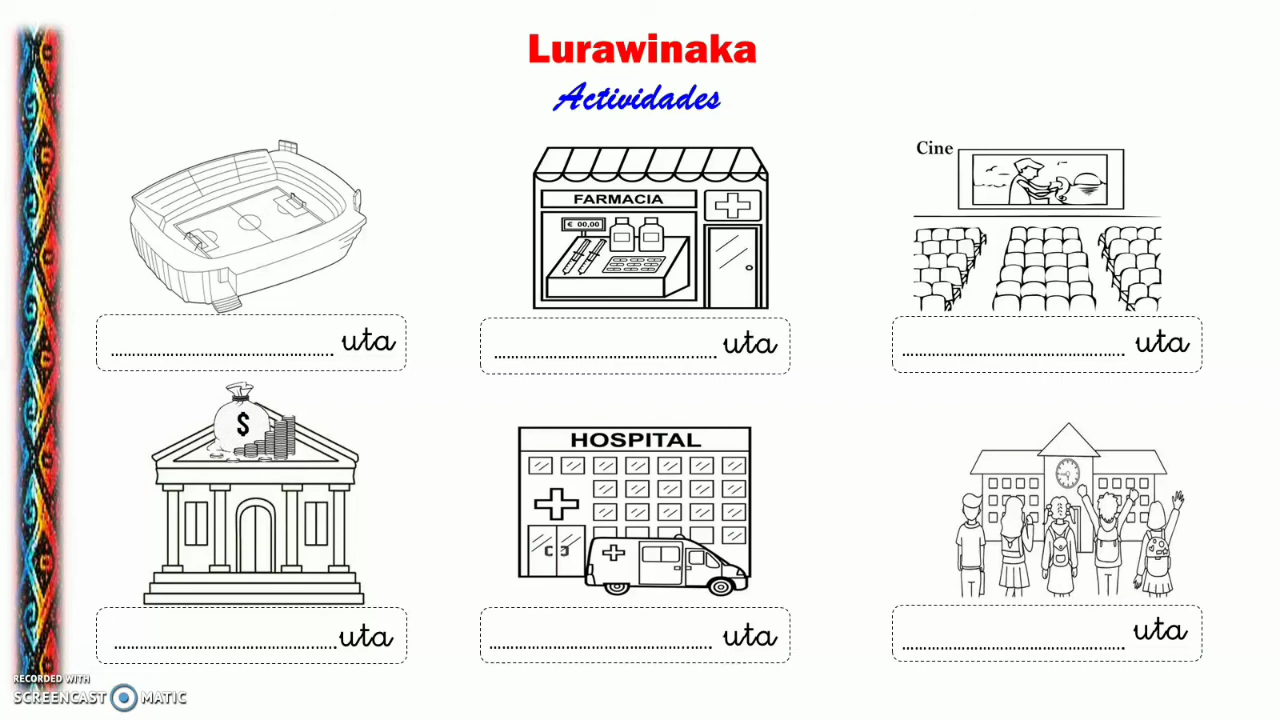 Lurawinaka
Actividades
Cine
FARMACIA
€ 00,00
uta
uta
uta
$
HOSPITAL
uta
uta
uta
RECORDED WITH
SCREENCAST MATIC